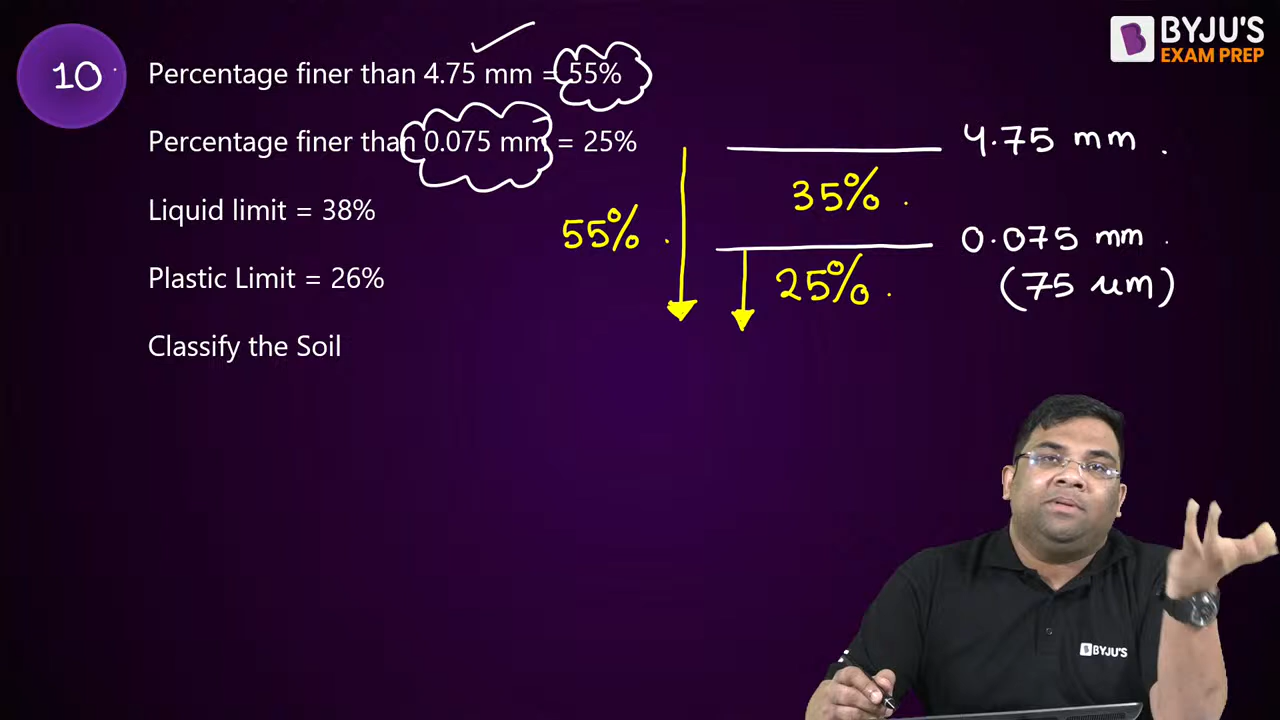 10
Percentage finer than 4.75 mm = 55%
Percentage finer than 0.075 mm = 25%
Liquid limit = 38%
Plastic Limit = 26%
Classify the Soil
BYJU'S
EXAM PREP
4.75 mm
35%
0.075 mm
55%
25%
(75 um)
BYJU'S